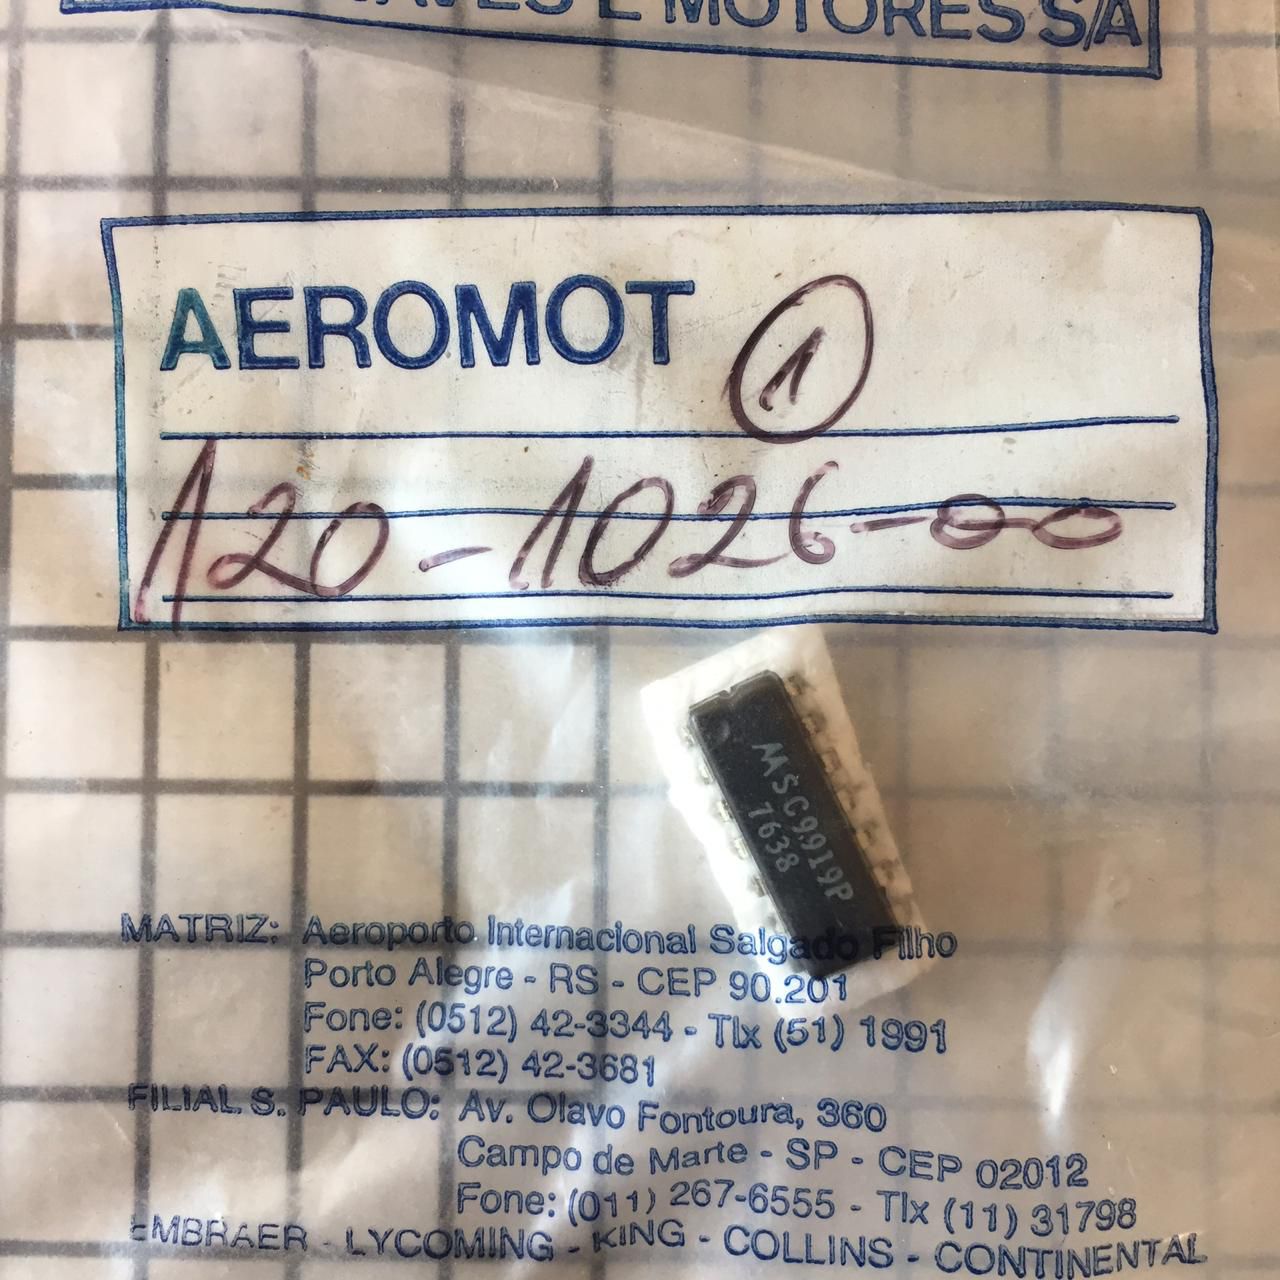 E MOTORES S/A
AEROMOT
1
120-1026-00
MSC9919P
7638
MATRIZ: Aeroporto Internacional Salgado Filho
Porto Alegre - RS - CEP 90.201
Fone: (0512) 42-3344 - Tlx (51) 1991
FAX: (0512) 42-3681
FILIAL S. PAULO: Av. Olavo Fontoura, 360
Campo de Marte - SP - CEP 02012
Fone: (011) 267-6555 - Tlx (11) 31798
EMBRAER - LYCOMING - KING - COLLINS - CONTINENTAL